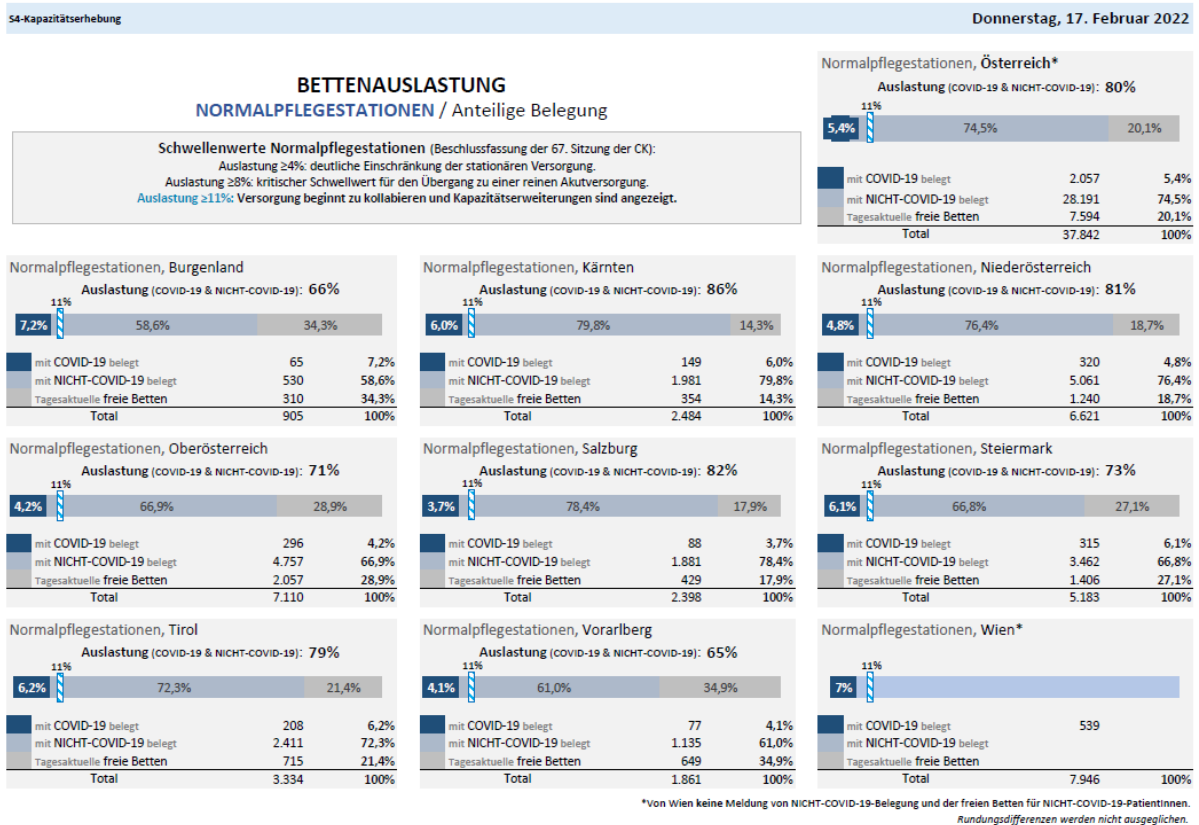 S4-Kapazitätserhebung
Donnerstag, 17. Februar 2022
BETTENAUSLASTUNG
NORMALPFLEGESTATIONEN / Anteilige Belegung
Schwellenwerte Normalpflegestationen (Beschlussfassung der 67. Sitzung der CK):
Auslastung ≥4%: deutliche Einschränkung der stationären Versorgung.
Auslastung ≥8%: kritischer Schwellwert für den Übergang zu einer reinen Akutversorgung.
Auslastung ≥11%: Versorgung beginnt zu kollabieren und Kapazitätserweiterungen sind angezeigt.
Normalpflegestationen, Österreich*
Auslastung (COVID-19 & NICHT-COVID-19): 80%
11%
5,4% 74,5% 20,1%
mit COVID-19 belegt 2.057 5,4%
mit NICHT-COVID-19 belegt 28.191 74,5%
Tagesaktuelle freie Betten 7.594 20,1%
Total 37.842 100%
Normalpflegestationen, Burgenland
Auslastung (COVID-19 & NICHT-COVID-19): 66%
11%
7,2% 58,6% 34,3%
mit COVID-19 belegt 65 7,2%
mit NICHT-COVID-19 belegt 530 58,6%
Tagesaktuelle freie Betten 310 34,3%
Total 905 100%
Normalpflegestationen, Kärnten
Auslastung (COVID-19 & NICHT-COVID-19): 86%
11%
6,0% 79,8% 14,3%
mit COVID-19 belegt 149 6,0%
mit NICHT-COVID-19 belegt 1.981 79,8%
Tagesaktuelle freie Betten 354 14,3%
Total 2.484 100%
Normalpflegestationen, Niederösterreich
Auslastung (COVID-19 & NICHT-COVID-19): 81%
11%
4,8% 76,4% 18,7%
mit COVID-19 belegt 320 4,8%
mit NICHT-COVID-19 belegt 5.061 76,4%
Tagesaktuelle freie Betten 1.240 18,7%
Total 6.621 100%
Normalpflegestationen, Oberösterreich
Auslastung (COVID-19 & NICHT-COVID-19): 71%
11%
4,2% 66,9% 28,9%
mit COVID-19 belegt 296 4,2%
mit NICHT-COVID-19 belegt 4.757 66,9%
Tagesaktuelle freie Betten 2.057 28,9%
Total 7.110 100%
Normalpflegestationen, Salzburg
Auslastung (COVID-19 & NICHT-COVID-19): 82%
11%
3,7% 78,4% 17,9%
mit COVID-19 belegt 88 3,7%
mit NICHT-COVID-19 belegt 1.881 78,4%
Tagesaktuelle freie Betten 429 17,9%
Total 2.398 100%
Normalpflegestationen, Steiermark
Auslastung (COVID-19 & NICHT-COVID-19): 73%
11%
6,1% 66,8% 27,1%
mit COVID-19 belegt 315 6,1%
mit NICHT-COVID-19 belegt 3.462 66,8%
Tagesaktuelle freie Betten 1.406 27,1%
Total 5.183 100%
Normalpflegestationen, Tirol
Auslastung (COVID-19 & NICHT-COVID-19): 79%
11%
6,2% 72,3% 21,4%
mit COVID-19 belegt 208 6,2%
mit NICHT-COVID-19 belegt 2.411 72,3%
Tagesaktuelle freie Betten 715 21,4%
Total 3.334 100%
Normalpflegestationen, Vorarlberg
Auslastung (COVID-19 & NICHT-COVID-19): 65%
11%
4,1% 61,0% 34,9%
mit COVID-19 belegt 77 4,1%
mit NICHT-COVID-19 belegt 1.135 61,0%
Tagesaktuelle freie Betten 649 34,9%
Total 1.861 100%
Normalpflegestationen, Wien*
11%
7%
mit COVID-19 belegt 539
mit NICHT-COVID-19 belegt
Tagesaktuelle freie Betten
Total 7.946 100%
*Von Wien keine Meldung von NICHT-COVID-19-Belegung und der freien Betten für NICHT-COVID-19-PatientInnen.
Rundungsdifferenzen werden nicht ausgeglichen.